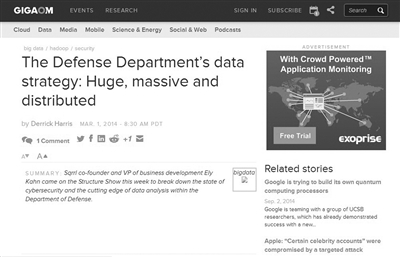 GIGAOM EVENTS RESEARCH SIGN IN SUBSCRIBE
Cloud Data Media Mobile Science & Energy Social & Web Podcasts
big data / hadoop / security
The Defense Department's data
strategy: Huge, massive and
distributed
by Derrick Harris MAR. 1, 2014 - 8:30 AM PDT
1 Comment +1
A▾ A▴
SUMMARY: Sqrrl co-founder and VP of business development Ely
Kahn came on the Structure Show this week to break down the state of
cybersecurity and the cutting edge of data analysis within the
Department of Defense.
bigdata
ADVERTISEMENT
With Crowd Powered™
Application Monitoring
Free Trial
exoprise
Related stories
Google is trying to build its own quantum
computing processors
Sep. 2, 2014
Google is teaming with a group of UCSB
researchers, which has already demonstrated
success with a new...
Apple: "Certain celebrity accounts" were
compromised by a targeted attack